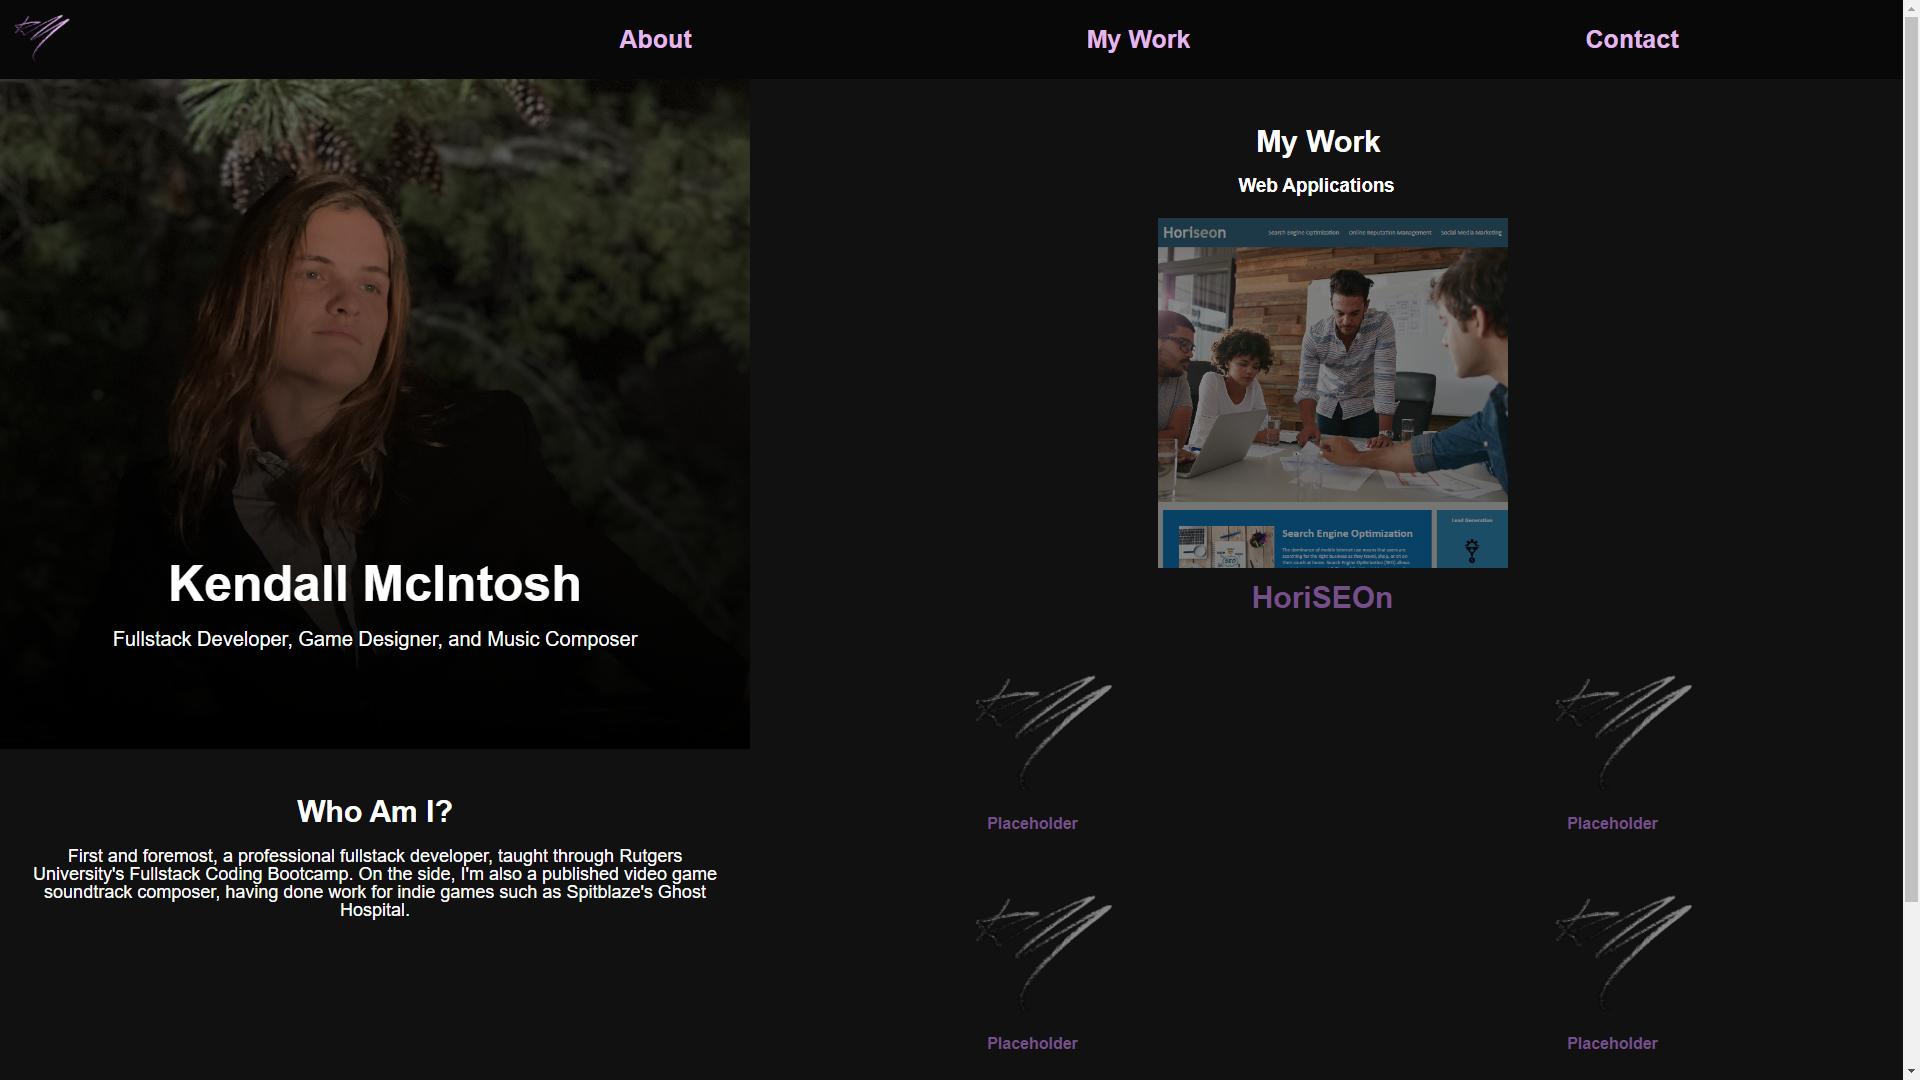 About
My Work
Contact
Kendall McIntosh
Fullstack Developer, Game Designer, and Music Composer
Who Am I?
First and foremost, a professional fullstack developer, taught through Rutgers
University's Fullstack Coding Bootcamp. On the side, I'm also a published video game
soundtrack composer, having done work for indie games such as Spitblaze's Ghost
Hospital.
My Work
Web Applications
Horiseon
Search Engine Optimization
Online Reputation Management
Social Media Marketing
Search Engine Optimization
Lead Generation
HoriSEOn
Placeholder
Placeholder
Placeholder
Placeholder